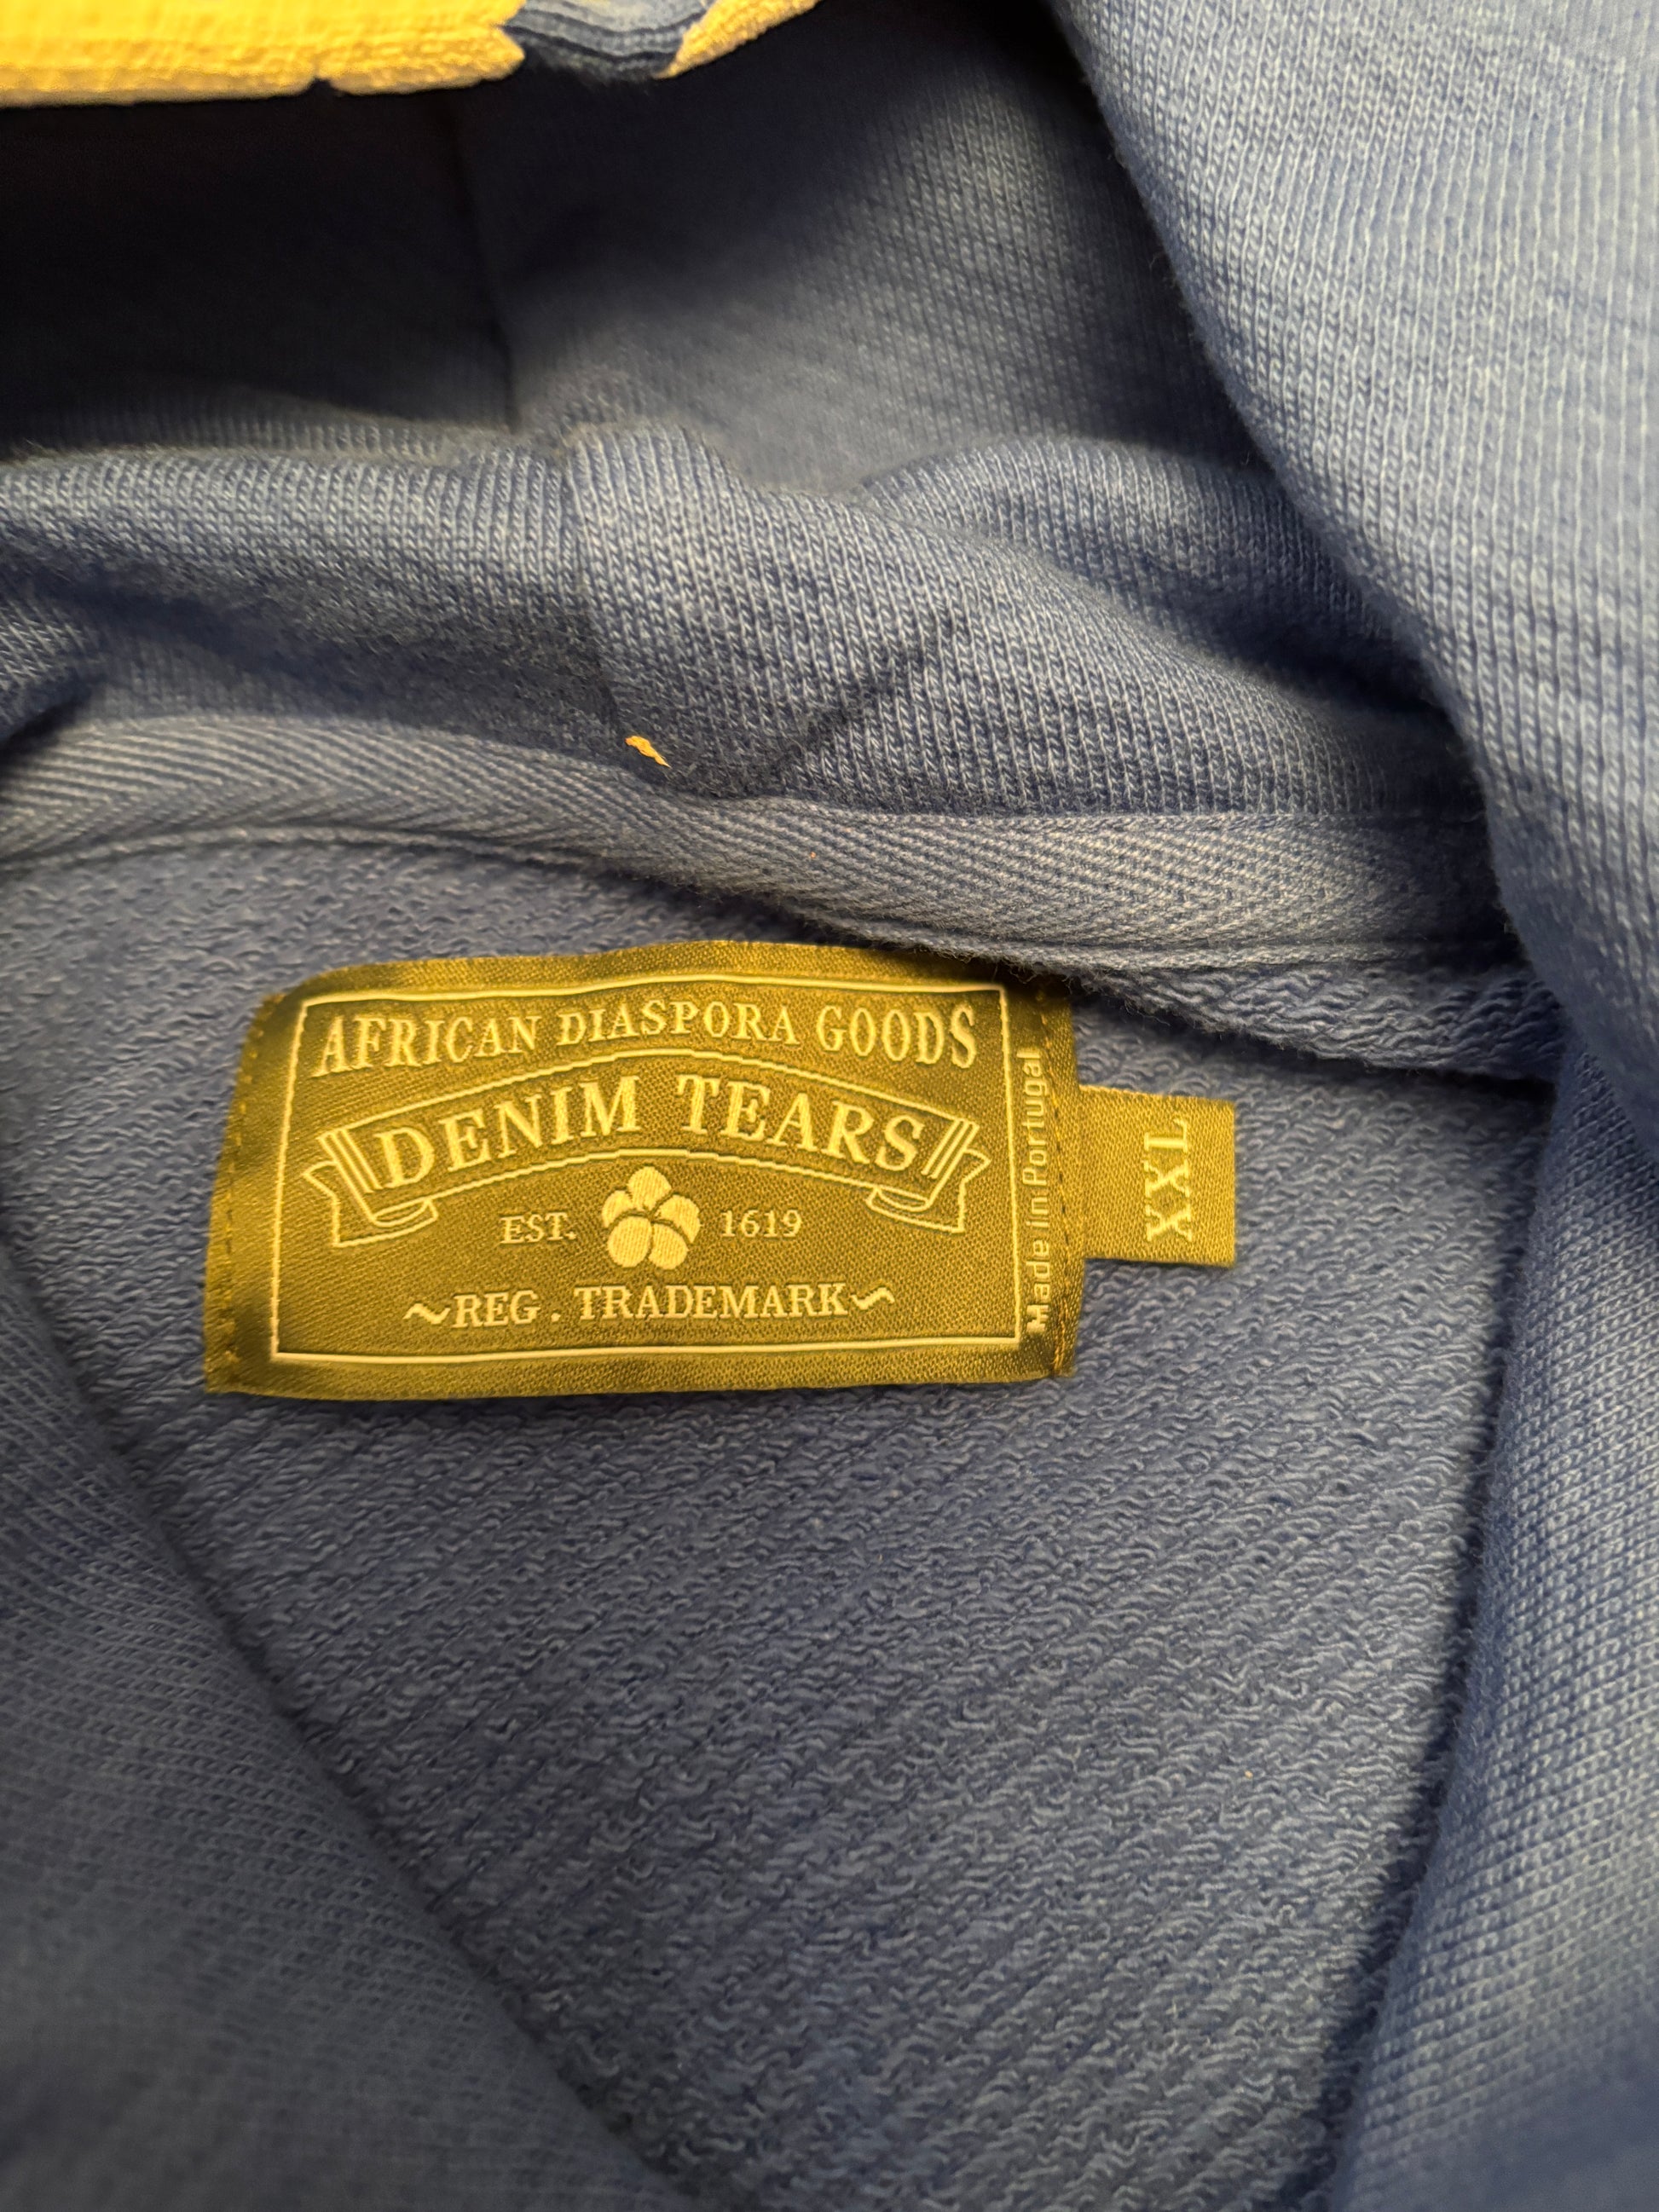 AFRICAN DIASPORA GOODS
DENIM TEARS
EST. 1619
~REG. TRADEMARK~
Made in Portugal
XXL